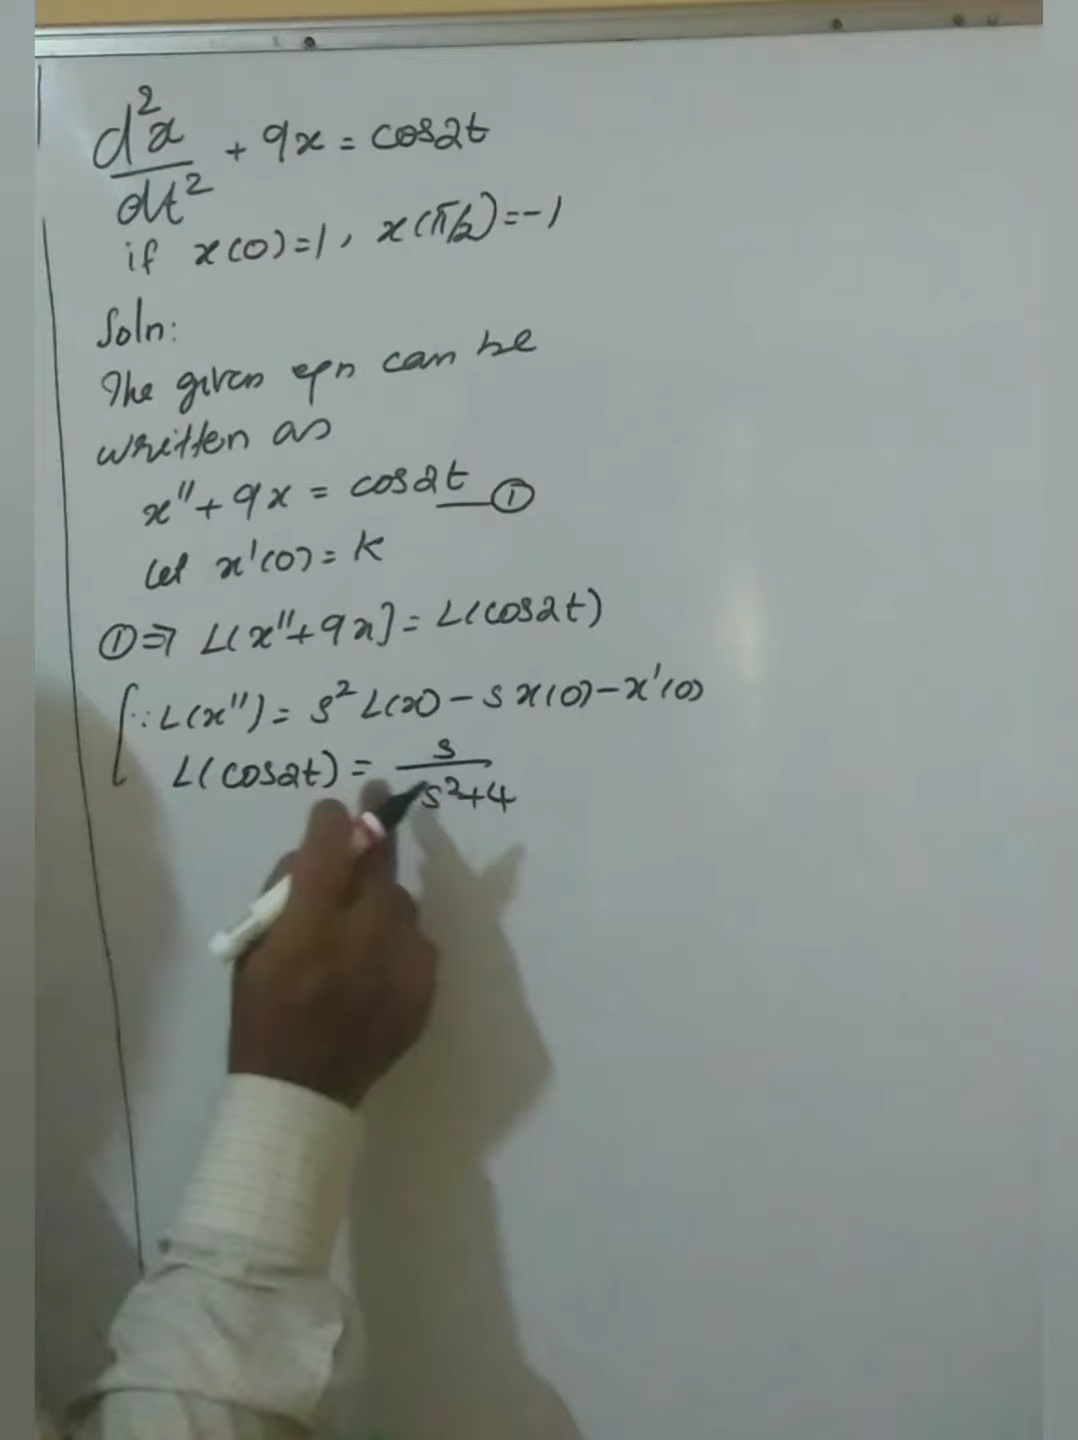 d²x/dt² + 9x = cos2t
if x(0)=1, x(π/2)=-1
Soln:
The given eqn can be
written as
x''+9x = cos2t —①
Let x'(0)=K
①⇒ L(x''+9x]=L(cos2t)
[∵L(x'')= s²L(x)-sx(0)-x'(0)
L(cos2t)= s/s²+4